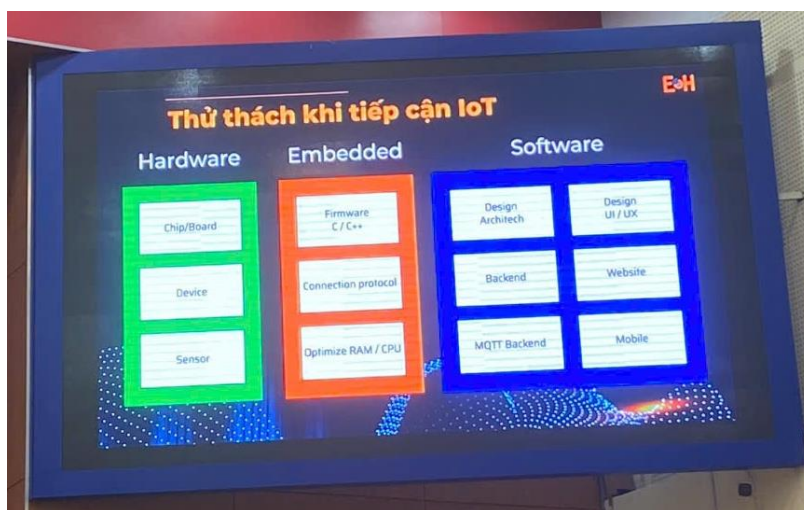 EoH
Thử thách khi tiếp cận IoT
Hardware
Embedded
Software
Chip/Board
Device
Sensor
Firmware
C / C++
Connection protocol
Optimize RAM / CPU
Design
Architech
Design
UI / UX
Backend
Website
MQTT Backend
Mobile